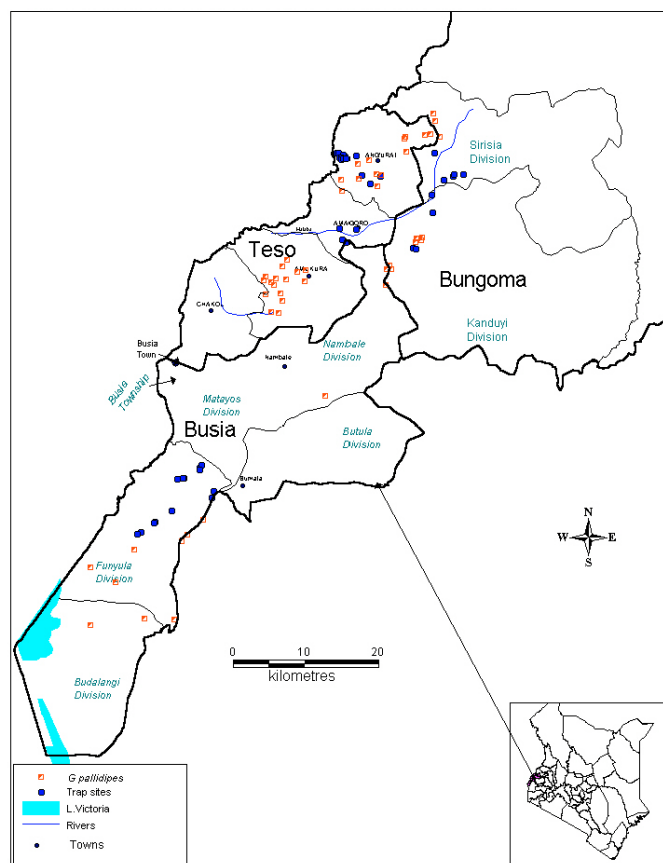 Sirisia
Division
ANGURAI
AMAGORO
Teso
AMUKURA
Bungoma
CHAKOL
Kanduyi
Division
Busia
Town
Nambale
Division
Nambale
Busia
Township
Matayos
Division
Busia
Butula
Division
Bumala
N
W E
S
Funyula
Division
0 10 20
kilometres
Budalangi
Division
G pallidipes
Trap sites
L.Victoria
Rivers
Towns